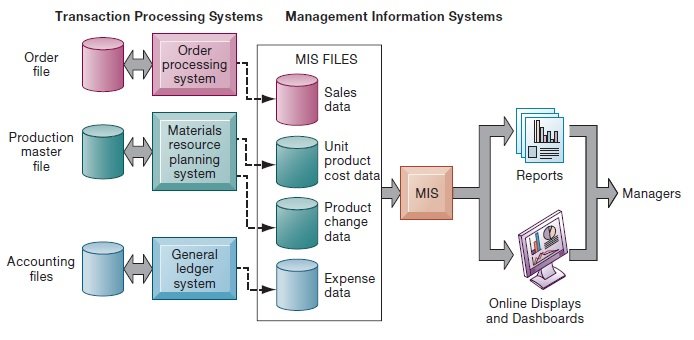 Transaction Processing Systems
Management Information Systems
Order
file
Order
processing
system
MIS FILES
Sales
data
Production
master
file
Materials
resource
planning
system
Unit
product
cost data
Product
change
data
Accounting
files
General
ledger
system
Expense
data
MIS
Reports
Managers
Online Displays
and Dashboards